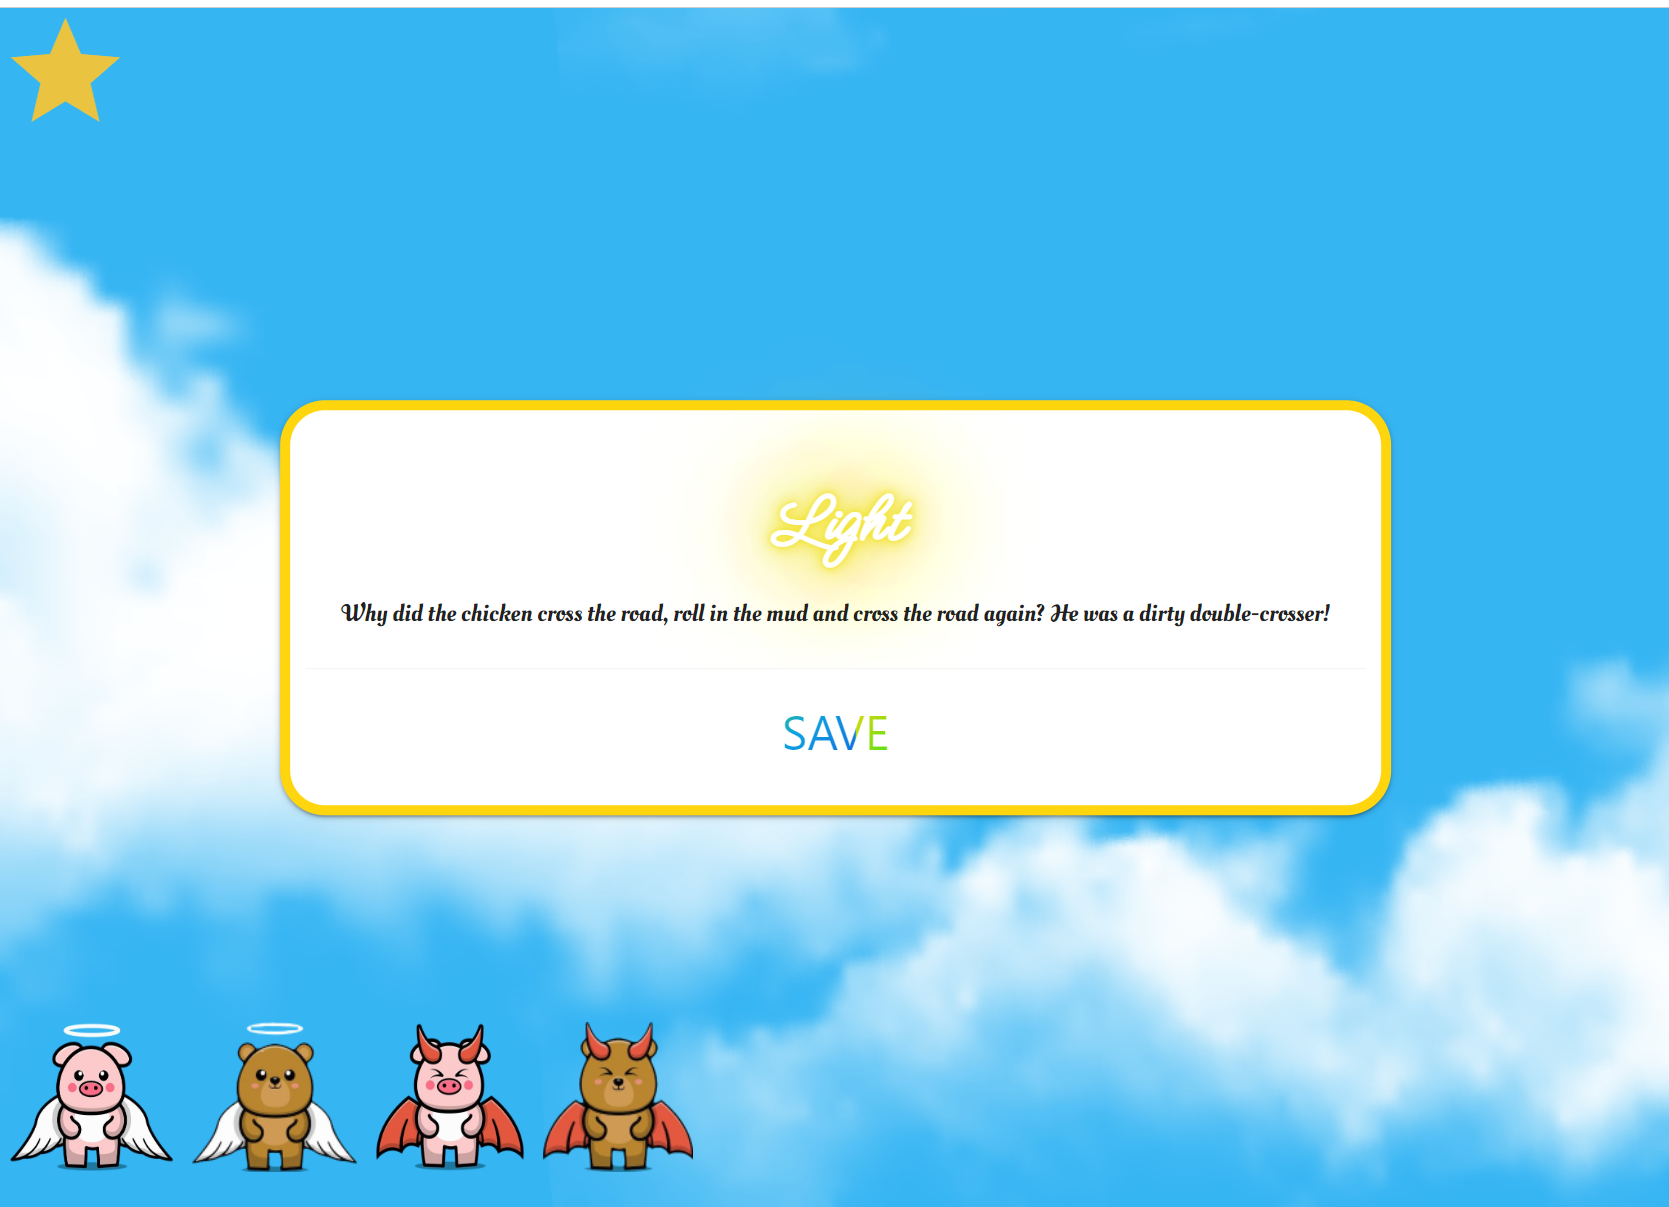 Light
Why did the chicken cross the road, roll in the mud and cross the road again? He was a dirty double-crosser!
SAVE